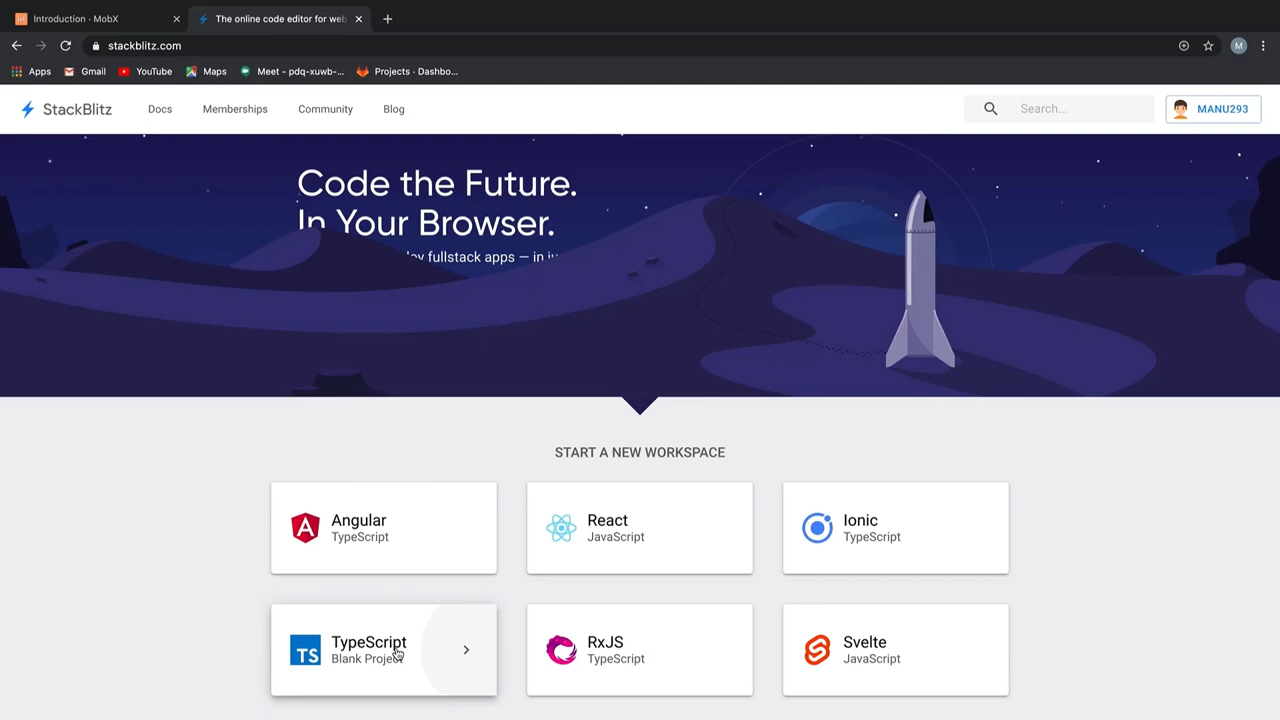 Introduction · MobX
The online code editor for web
stackblitz.com
M
Apps
Gmail
YouTube
Maps
Meet - pdq-xuwb-...
Projects · Dashbo...
StackBlitz
Docs
Memberships
Community
Blog
Search...
MANU293
Code the Future.
In Your Browser.
fullstack apps — in
START A NEW WORKSPACE
Angular
TypeScript
React
JavaScript
Ionic
TypeScript
TS
TypeScript
Blank Project
RxJS
TypeScript
Svelte
JavaScript